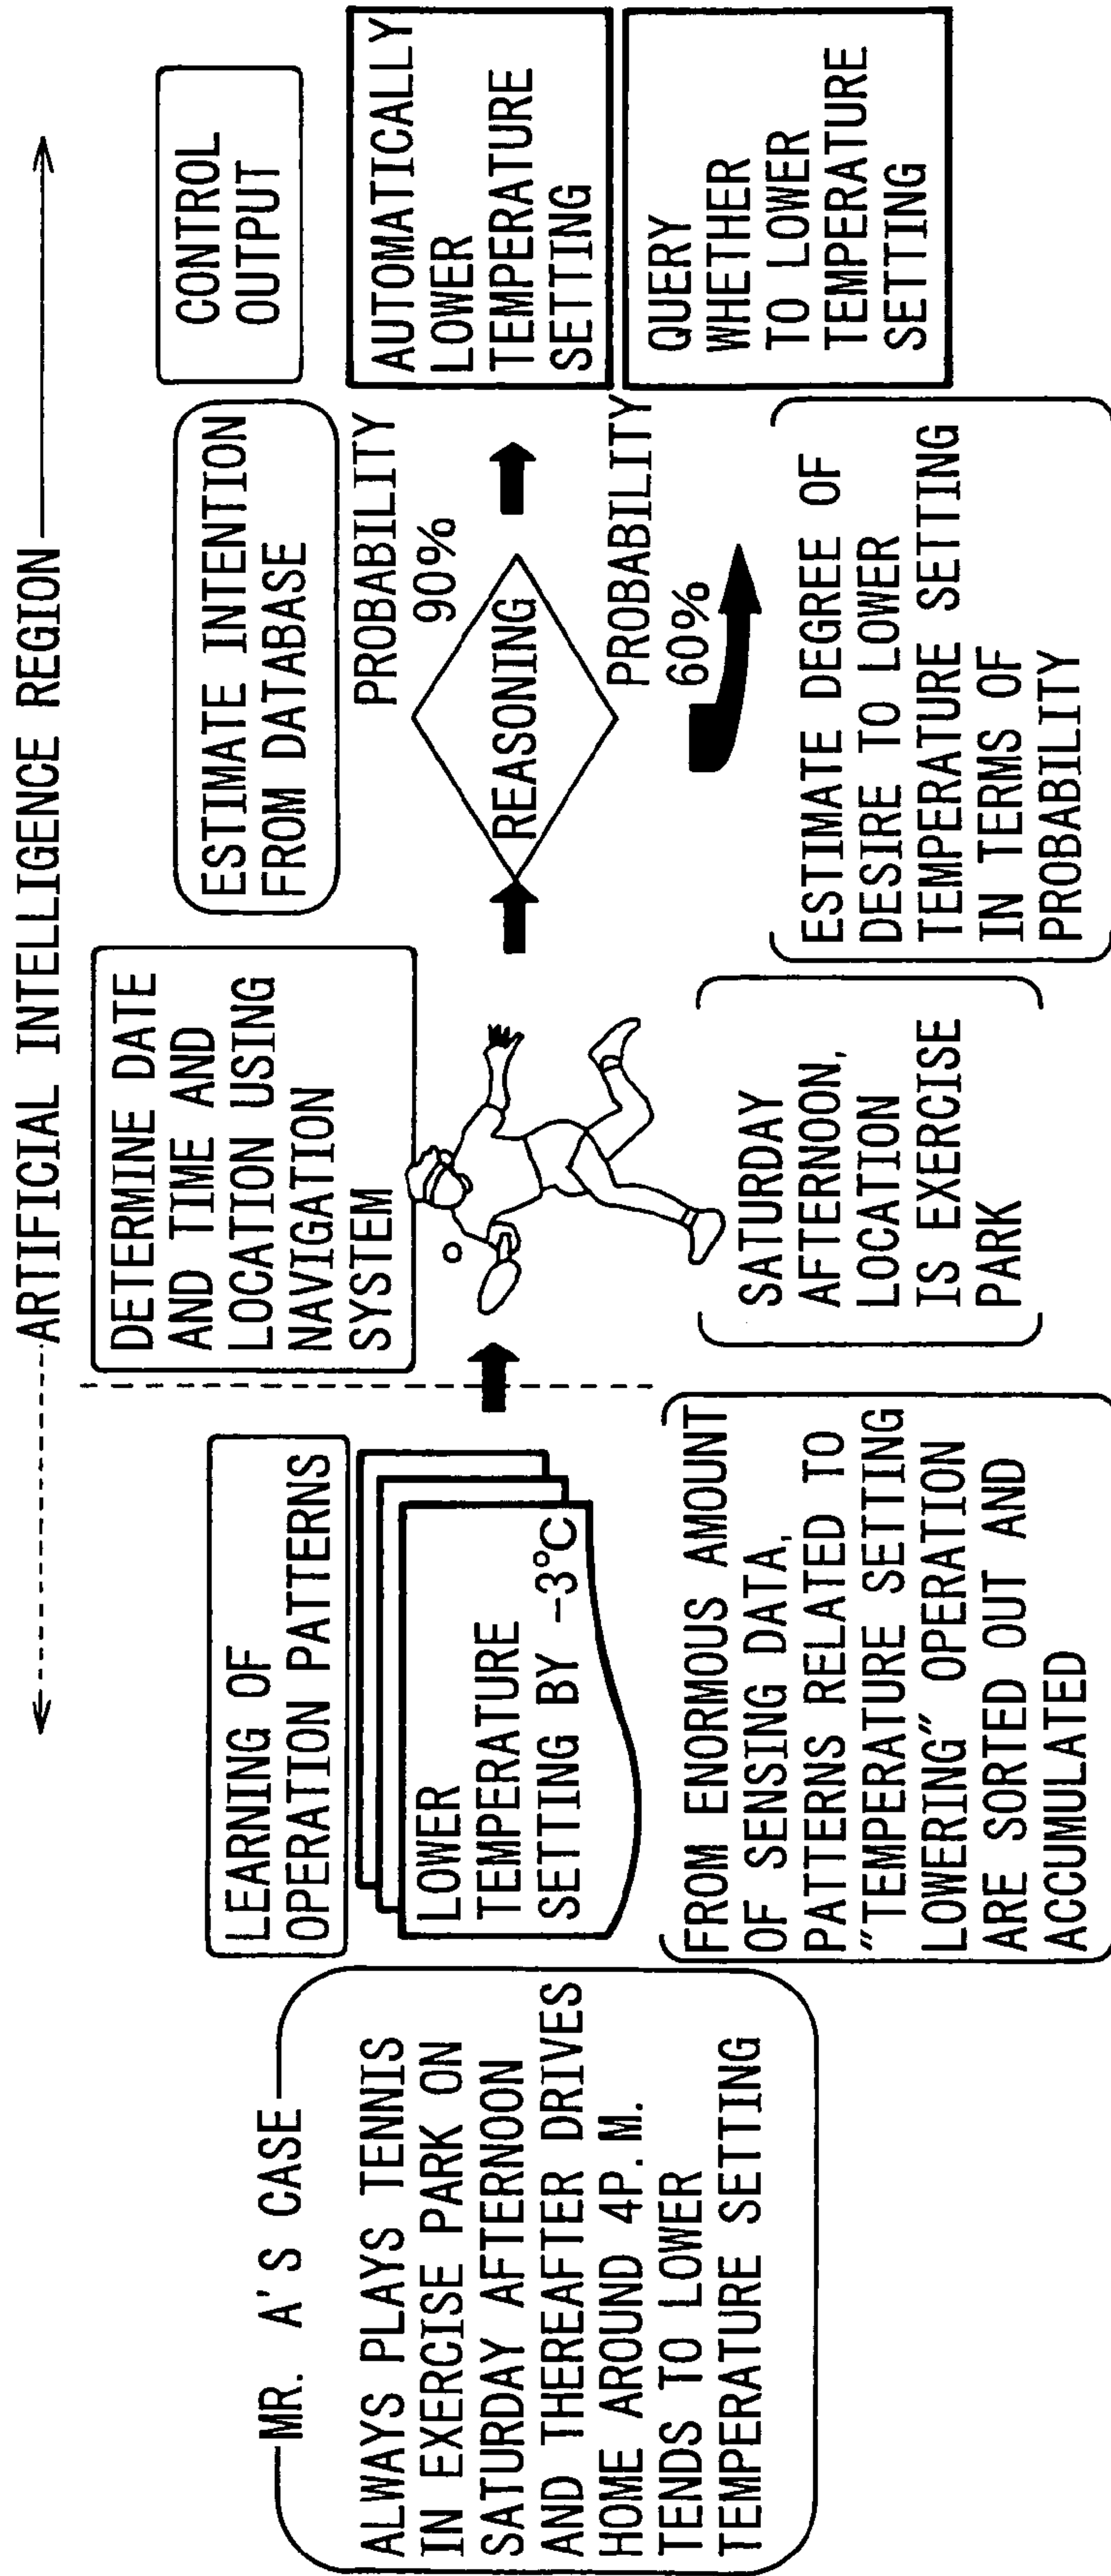 ARTIFICIAL INTELLIGENCE REGION
MR. A'S CASE
ALWAYS PLAYS TENNIS
IN EXERCISE PARK ON
SATURDAY AFTERNOON
AND THEREAFTER DRIVES
HOME AROUND 4P.M.
TENDS TO LOWER
TEMPERATURE SETTING
LEARNING OF
OPERATION PATTERNS
LOWER
TEMPERATURE
SETTING BY -3°C
FROM ENORMOUS AMOUNT
OF SENSING DATA,
PATTERNS RELATED TO
"TEMPERATURE SETTING
LOWERING" OPERATION
ARE SORTED OUT AND
ACCUMULATED
DETERMINE DATE
AND TIME AND
LOCATION USING
NAVIGATION
SYSTEM
SATURDAY
AFTERNOON,
LOCATION
IS EXERCISE
PARK
ESTIMATE INTENTION
FROM DATABASE
PROBABILITY
90%
REASONING
PROBABILITY
60%
ESTIMATE DEGREE OF
DESIRE TO LOWER
TEMPERATURE SETTING
IN TERMS OF
PROBABILITY
CONTROL
OUTPUT
AUTOMATICALLY
LOWER
TEMPERATURE
SETTING
QUERY
WHETHER
TO LOWER
TEMPERATURE
SETTING